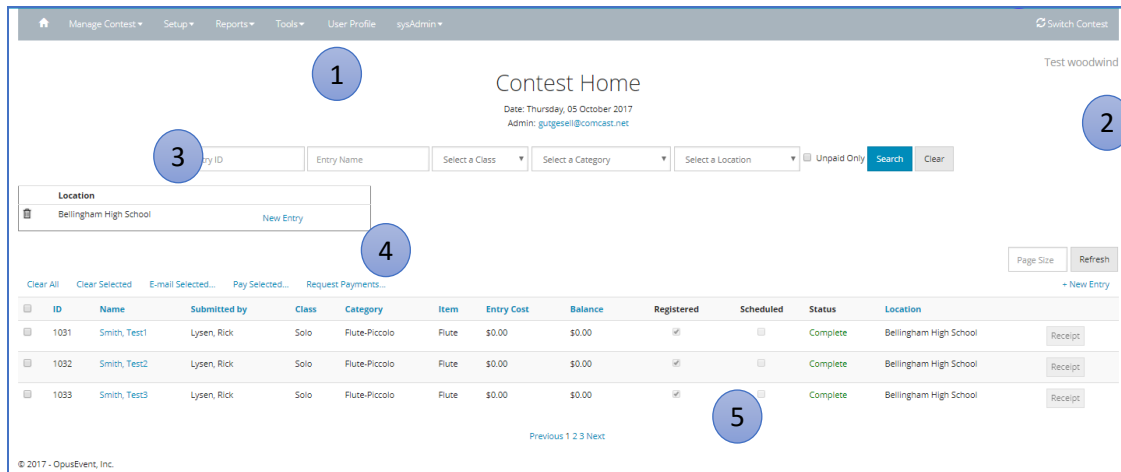 Manage Contest Setup Reports Tools User Profile sysAdmin Switch Contest
Test woodwind
1
Contest Home
2
Date: Thursday, 05 October 2017
Admin: gutgesell@comcast.net
3 ry ID Entry Name Select a Class Select a Category Select a Location Unpaid Only Search Clear
Location
Bellingham High School New Entry
4
Page Size Refresh
Clear All Clear Selected E-mail Selected... Pay Selected... Request Payments... + New Entry
ID Name Submitted by Class Category Item Entry Cost Balance Registered Scheduled Status Location
1031 Smith, Test1 Lysen, Rick Solo Flute-Piccolo Flute $0.00 $0.00 Complete Bellingham High School Receipt
1032 Smith, Test2 Lysen, Rick Solo Flute-Piccolo Flute $0.00 $0.00 Complete Bellingham High School Receipt
1033 Smith, Test3 Lysen, Rick Solo Flute-Piccolo Flute $0.00 $0.00 Complete Bellingham High School Receipt
5
Previous 1 2 3 Next
© 2017 - OpusEvent, Inc.